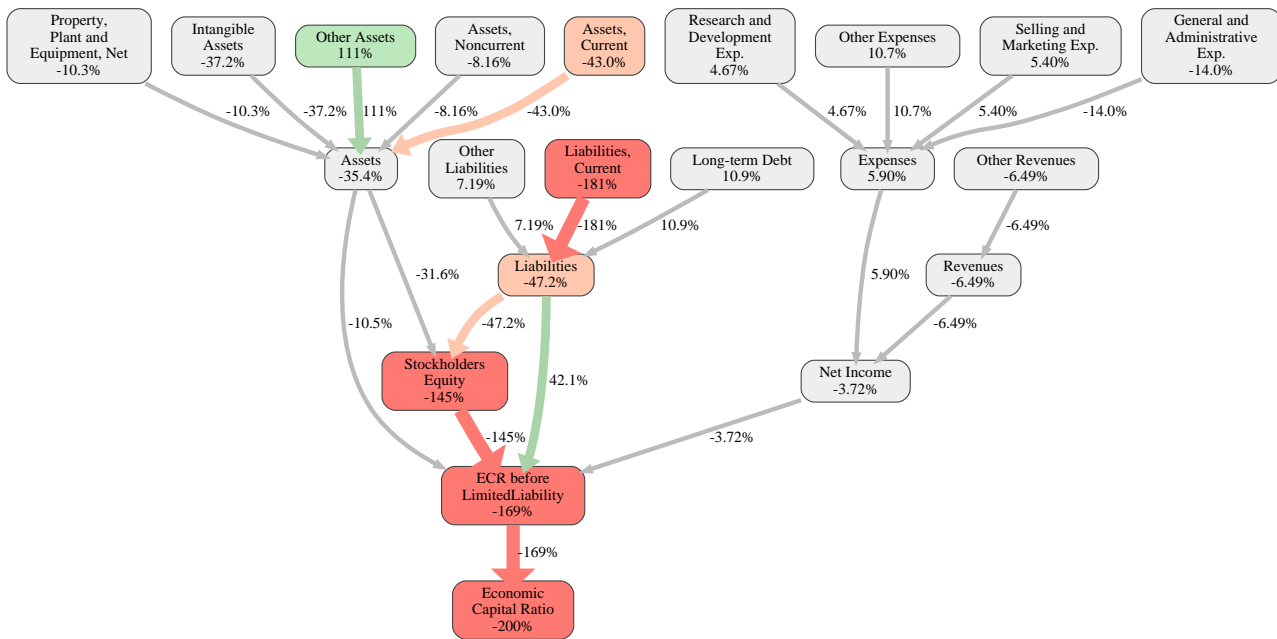 Property,
Plant and
Equipment, Net
-10.3%
Intangible
Assets
-37.2%
Other Assets
111%
Assets,
Noncurrent
-8.16%
Assets,
Current
-43.0%
Research and
Development Exp.
4.67%
Other Expenses
10.7%
Selling and
Marketing Exp.
5.40%
General and
Administrative
Exp.
-14.0%
-10.3%
-37.2%
111%
-8.16%
-43.0%
4.67%
10.7%
5.40%
-14.0%
Assets
-35.4%
Other
Liabilities
7.19%
Liabilities,
Current
-181%
Long-term Debt
10.9%
Expenses
5.90%
Other Revenues
-6.49%
7.19%
-181%
10.9%
-6.49%
-31.6%
Liabilities
-47.2%
5.90%
Revenues
-6.49%
-10.5%
-47.2%
-6.49%
Stockholders
Equity
-145%
42.1%
Net Income
-3.72%
-145%
-3.72%
ECR before
LimitedLiability
-169%
-169%
Economic
Capital Ratio
-200%